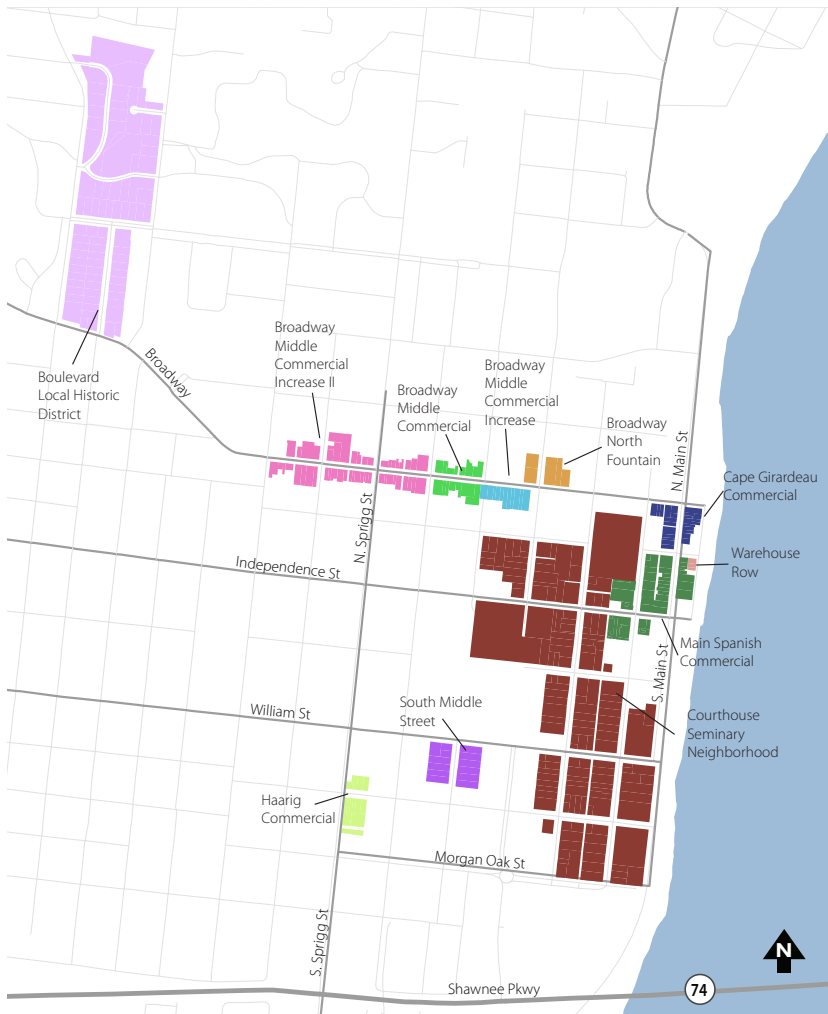 Broadway
Middle
Commercial
Increase II
Broadway
Boulevard
Local Historic
District
Broadway
Middle
Commercial
Broadway
Middle
Commercial
Increase
Broadway
North
Fountain
N. Main St
Cape Girardeau
Commercial
N. Sprigg St
Warehouse
Row
Independence St
Main Spanish
Commercial
S. Main St
South Middle
Street
William St
Courthouse
Seminary
Neighborhood
Haarig
Commercial
Morgan Oak St
S. Sprigg St
N
Shawnee Pkwy
74